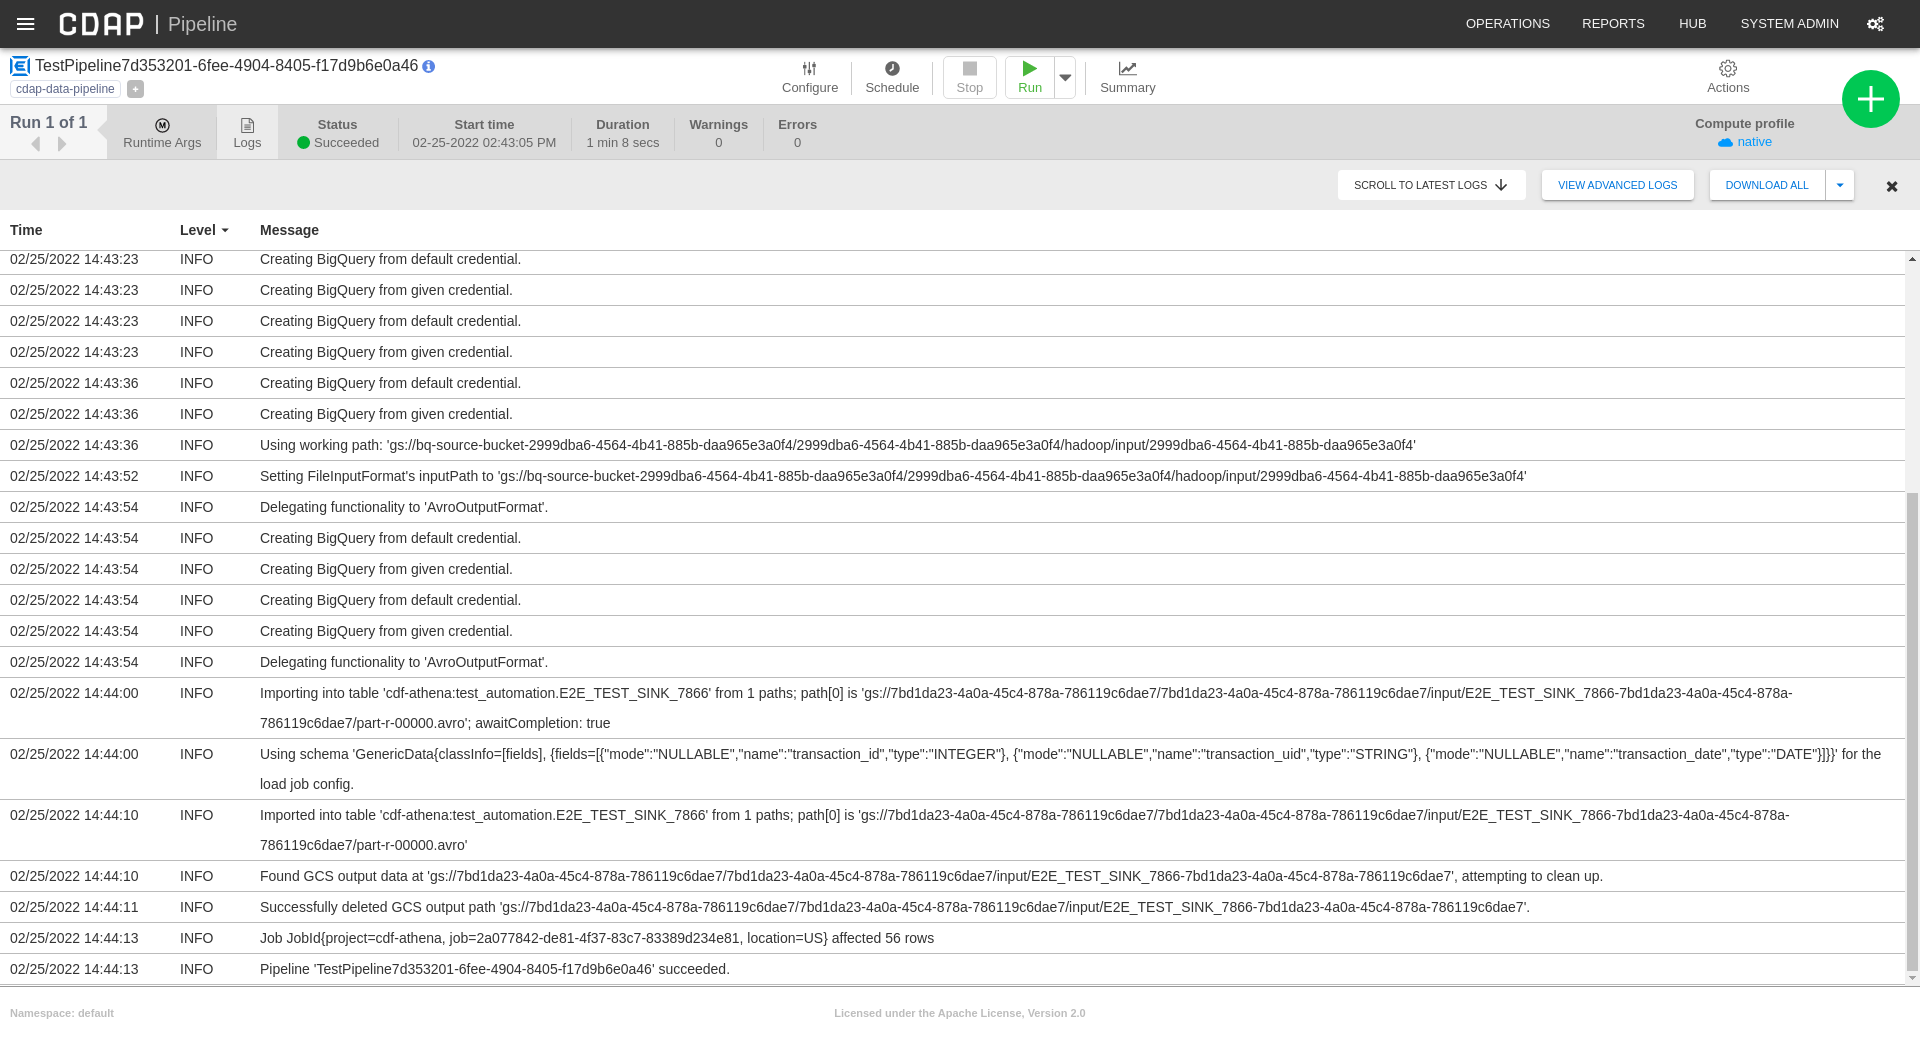 CDAP | Pipeline
OPERATIONS REPORTS HUB SYSTEM ADMIN
TestPipeline7d353201-6fee-4904-8405-f17d9b6e0a46
cdap-data-pipeline +
Configure Schedule Stop Run Summary Actions
Run 1 of 1
Runtime Args
Logs
Status
Succeeded
Start time
02-25-2022 02:43:05 PM
Duration
1 min 8 secs
Warnings
0
Errors
0
Compute profile
native
SCROLL TO LATEST LOGS VIEW ADVANCED LOGS DOWNLOAD ALL
Time Level Message
02/25/2022 14:43:23 INFO Creating BigQuery from default credential.
02/25/2022 14:43:23 INFO Creating BigQuery from given credential.
02/25/2022 14:43:23 INFO Creating BigQuery from default credential.
02/25/2022 14:43:23 INFO Creating BigQuery from given credential.
02/25/2022 14:43:36 INFO Creating BigQuery from default credential.
02/25/2022 14:43:36 INFO Creating BigQuery from given credential.
02/25/2022 14:43:36 INFO Using working path: 'gs://bq-source-bucket-2999dba6-4564-4b41-885b-daa965e3a0f4/2999dba6-4564-4b41-885b-daa965e3a0f4/hadoop/input/2999dba6-4564-4b41-885b-daa965e3a0f4'
02/25/2022 14:43:52 INFO Setting FileInputFormat's inputPath to 'gs://bq-source-bucket-2999dba6-4564-4b41-885b-daa965e3a0f4/2999dba6-4564-4b41-885b-daa965e3a0f4/hadoop/input/2999dba6-4564-4b41-885b-daa965e3a0f4'
02/25/2022 14:43:54 INFO Delegating functionality to 'AvroOutputFormat'.
02/25/2022 14:43:54 INFO Creating BigQuery from default credential.
02/25/2022 14:43:54 INFO Creating BigQuery from given credential.
02/25/2022 14:43:54 INFO Creating BigQuery from default credential.
02/25/2022 14:43:54 INFO Creating BigQuery from given credential.
02/25/2022 14:43:54 INFO Delegating functionality to 'AvroOutputFormat'.
02/25/2022 14:44:00 INFO Importing into table 'cdf-athena:test_automation.E2E_TEST_SINK_7866' from 1 paths; path[0] is 'gs://7bd1da23-4a0a-45c4-878a-786119c6dae7/7bd1da23-4a0a-45c4-878a-786119c6dae7/input/E2E_TEST_SINK_7866-7bd1da23-4a0a-45c4-878a-
786119c6dae7/part-r-00000.avro'; awaitCompletion: true
02/25/2022 14:44:00 INFO Using schema 'GenericData{classInfo=[fields], {fields=[{"mode":"NULLABLE","name":"transaction_id","type":"INTEGER"}, {"mode":"NULLABLE","name":"transaction_uid","type":"STRING"}, {"mode":"NULLABLE","name":"transaction_date","type":"DATE"}]}}' for the
load job config.
02/25/2022 14:44:10 INFO Imported into table 'cdf-athena:test_automation.E2E_TEST_SINK_7866' from 1 paths; path[0] is 'gs://7bd1da23-4a0a-45c4-878a-786119c6dae7/7bd1da23-4a0a-45c4-878a-786119c6dae7/input/E2E_TEST_SINK_7866-7bd1da23-4a0a-45c4-878a-
786119c6dae7/part-r-00000.avro'
02/25/2022 14:44:10 INFO Found GCS output data at 'gs://7bd1da23-4a0a-45c4-878a-786119c6dae7/7bd1da23-4a0a-45c4-878a-786119c6dae7/input/E2E_TEST_SINK_7866-7bd1da23-4a0a-45c4-878a-786119c6dae7', attempting to clean up.
02/25/2022 14:44:11 INFO Successfully deleted GCS output path 'gs://7bd1da23-4a0a-45c4-878a-786119c6dae7/7bd1da23-4a0a-45c4-878a-786119c6dae7/input/E2E_TEST_SINK_7866-7bd1da23-4a0a-45c4-878a-786119c6dae7'.
02/25/2022 14:44:13 INFO Job JobId{project=cdf-athena, job=2a077842-de81-4f37-83c7-83389d234e81, location=US} affected 56 rows
02/25/2022 14:44:13 INFO Pipeline 'TestPipeline7d353201-6fee-4904-8405-f17d9b6e0a46' succeeded.
Namespace: default Licensed under the Apache License, Version 2.0